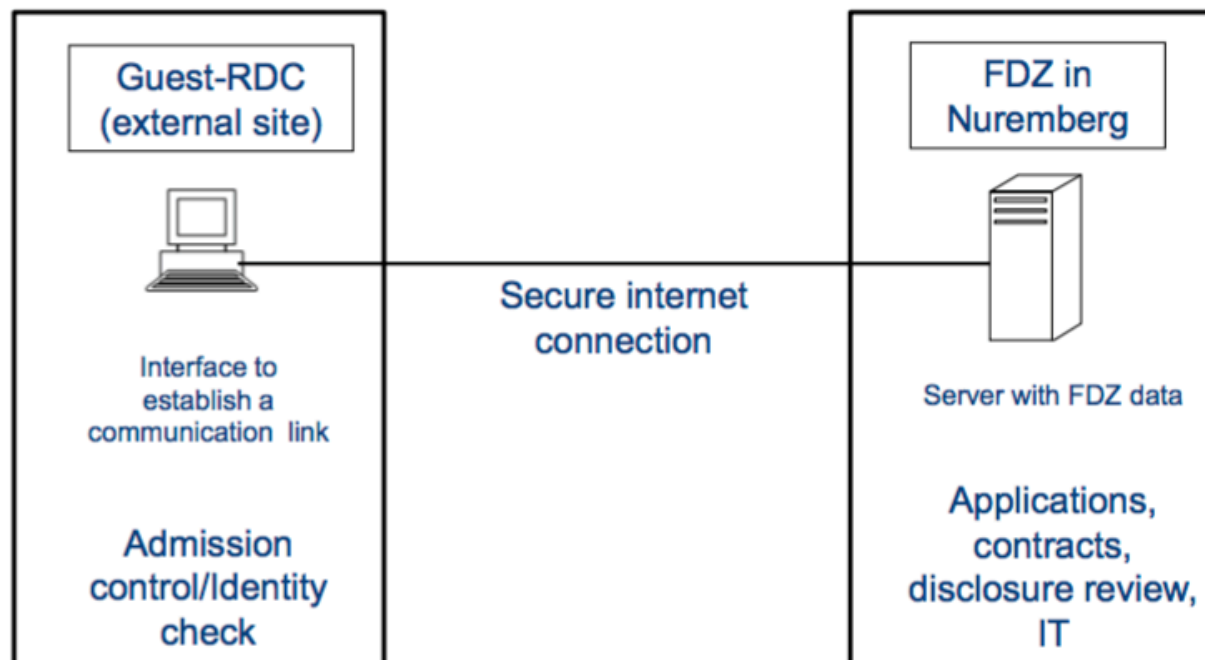 Guest-RDC
(external site)
Interface to
establish a
communication link
Admission
control/Identity
check
Secure internet
connection
FDZ in
Nuremberg
Server with FDZ data
Applications,
contracts,
disclosure review,
IT